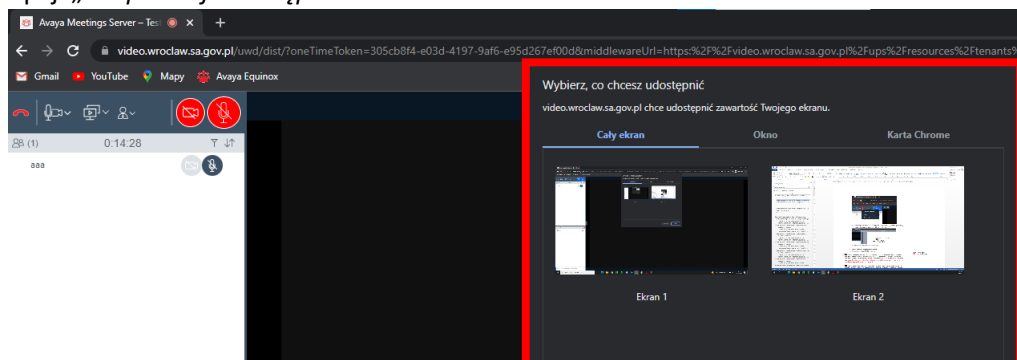 Avaya Meetings Server – Tes
video.wroclaw.sa.gov.pl/uwd/dist/?oneTimeToken=305cb8f4-e03d-4197-9af6-e95d267ef00d&middlewareUrl=https:%2F%2Fvideo.wroclaw.sa.gov.pl%2Fups%2Fresources%2Ftenants%
Gmail YouTube Mapy Avaya Equinox
Wybierz, co chcesz udostępnić
video.wroclaw.sa.gov.pl chce udostępnić zawartość Twojego ekranu.
Cały ekran Okno Karta Chrome
(1) 0:14:28
aaa
Ekran 1 Ekran 2